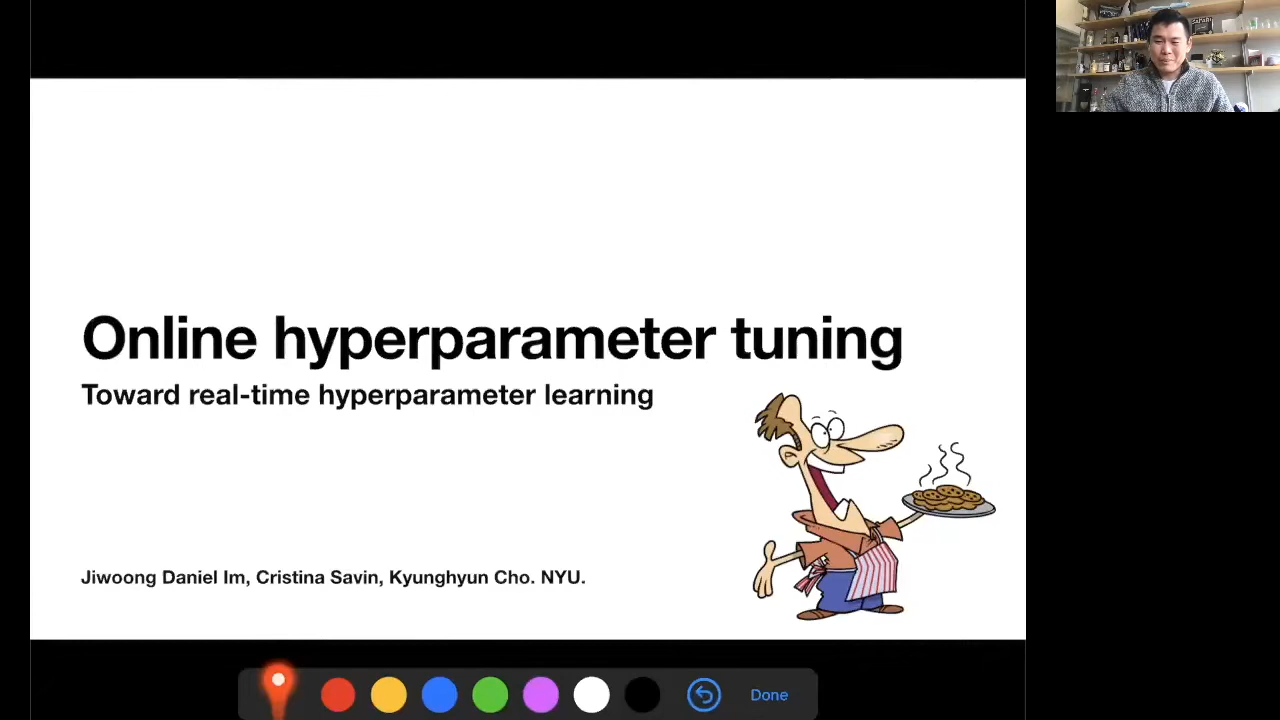 Online hyperparameter tuning
Toward real-time hyperparameter learning
Jiwoong Daniel Im, Cristina Savin, Kyunghyun Cho. NYU.
Done